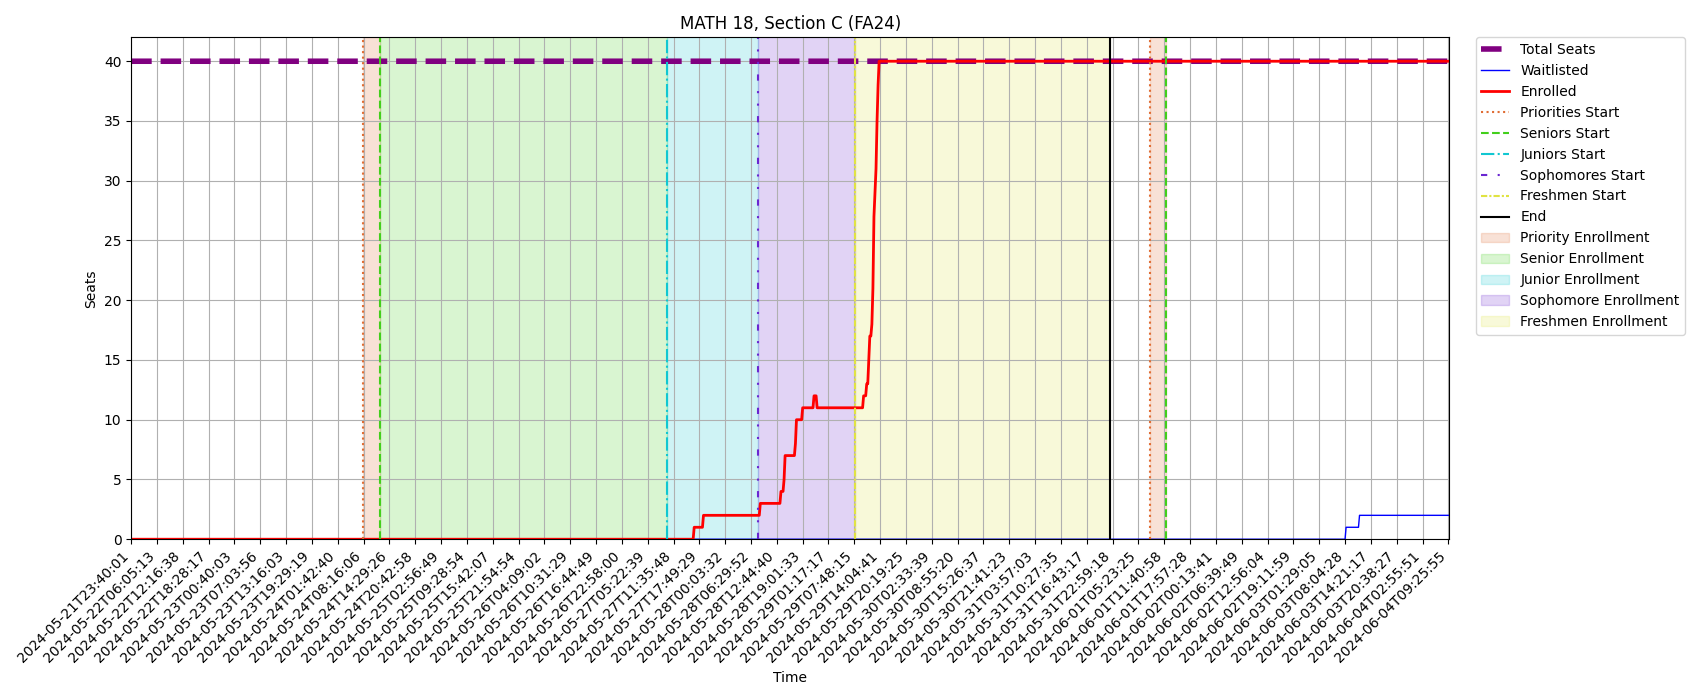 MATH 18, Section C (FA24)
Seats
40
35
30
25
20
15
10
5
0
2024-05-21T23:40:01
2024-05-22T06:05:13
2024-05-22T12:16:38
2024-05-22T18:28:17
2024-05-23T00:40:03
2024-05-23T07:03:56
2024-05-23T13:16:03
2024-05-23T19:29:19
2024-05-24T01:42:40
2024-05-24T08:16:06
2024-05-24T14:29:26
2024-05-24T20:42:58
2024-05-25T02:56:49
2024-05-25T09:28:54
2024-05-25T15:42:07
2024-05-25T21:54:54
2024-05-26T04:09:02
2024-05-26T10:31:29
2024-05-26T16:44:49
2024-05-26T22:58:00
2024-05-27T05:22:39
2024-05-27T11:35:48
2024-05-27T17:49:29
2024-05-28T00:03:32
2024-05-28T06:29:52
2024-05-28T12:44:40
2024-05-28T19:01:33
2024-05-29T01:17:17
2024-05-29T07:48:15
2024-05-29T14:04:41
2024-05-29T20:19:25
2024-05-30T02:33:39
2024-05-30T08:55:20
2024-05-30T15:26:37
2024-05-30T21:41:23
2024-05-31T03:57:03
2024-05-31T10:27:35
2024-05-31T16:43:17
2024-05-31T22:59:18
2024-06-01T05:23:25
2024-06-01T11:40:58
2024-06-01T17:57:28
2024-06-02T00:13:41
2024-06-02T06:39:49
2024-06-02T12:56:04
2024-06-02T19:11:59
2024-06-03T01:29:05
2024-06-03T08:04:28
2024-06-03T14:21:17
2024-06-03T20:38:27
2024-06-04T02:55:51
2024-06-04T09:25:55
Time
Total Seats
Waitlisted
Enrolled
Priorities Start
Seniors Start
Juniors Start
Sophomores Start
Freshmen Start
End
Priority Enrollment
Senior Enrollment
Junior Enrollment
Sophomore Enrollment
Freshmen Enrollment